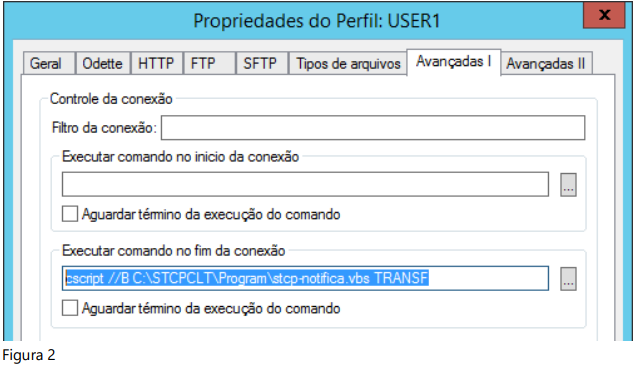 Propriedades do Perfil: USER1
x
Geral Odette HTTP FTP SFTP Tipos de arquivos Avançadas I Avançadas II
Controle da conexão
Filtro da conexão:
Executar comando no inicio da conexão
...
Aguardar término da execução do comando
Executar comando no fim da conexão
cscript //B C:\STCPCLT\Program\stcp-notifica.vbs TRANSF
...
Aguardar término da execução do comando
Figura 2